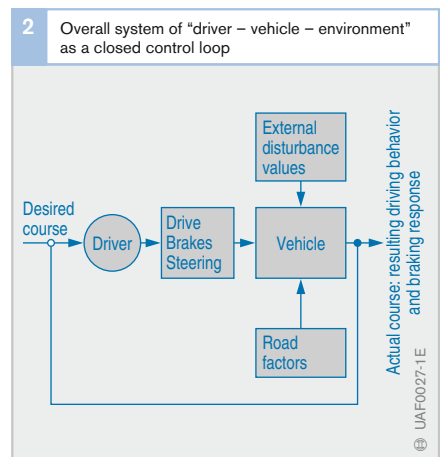 2
Overall system of “driver – vehicle – environment”
as a closed control loop
External
disturbance
values
Desired
course
Driver
Drive
Brakes
Steering
Vehicle
Road
factors
Actual course: resulting driving behavior
and braking response
UAF0027-1E